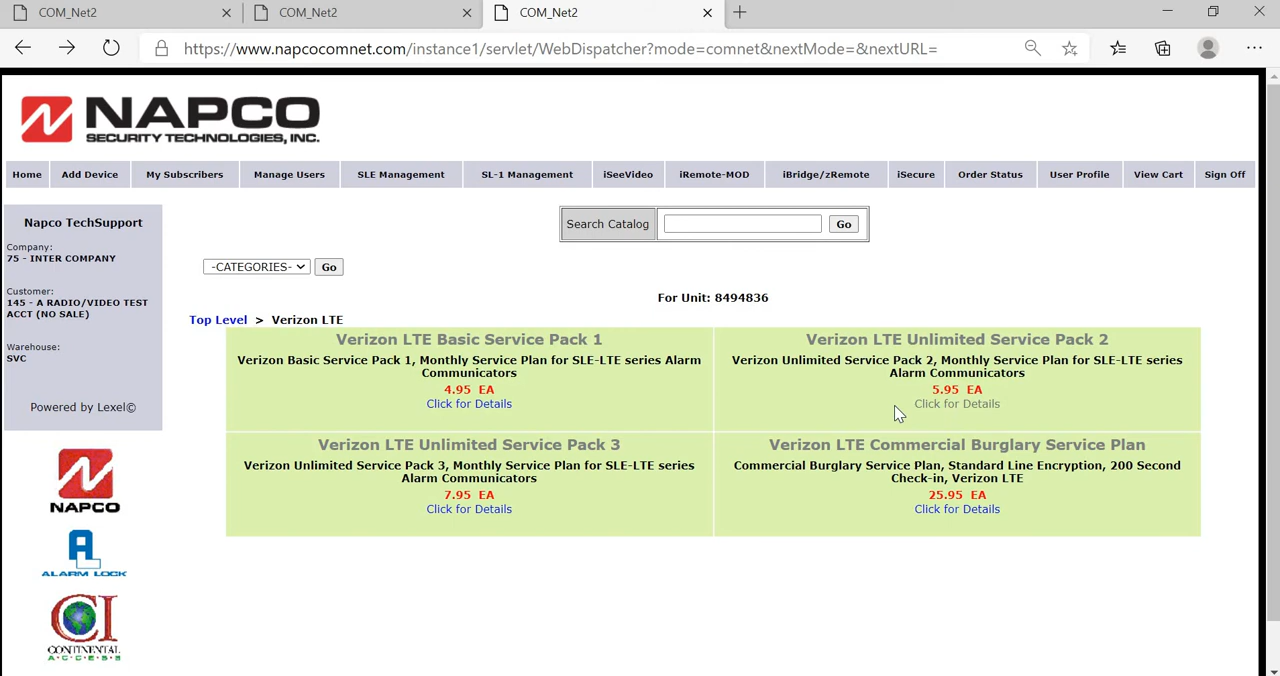 COM_Net2
COM_Net2
COM_Net2
https://www.napcocomnet.com/instance1/servlet/WebDispatcher?mode=comnet&nextMode=&nextURL=
NAPCO
SECURITY TECHNOLOGIES, INC.
Home Add Device My Subscribers Manage Users SLE Management SL-1 Management iSeeVideo iRemote-MOD iBridge/zRemote iSecure Order Status User Profile View Cart Sign Off
Napco TechSupport
Company:
75 - INTER COMPANY
Customer:
145 - A RADIO/VIDEO TEST
ACCT (NO SALE)
Warehouse:
SVC
Powered by Lexel©
NAPCO
ALARM LOCK
CI
CONTINENTAL
A•C•C•E•S•S
Search Catalog Go
-CATEGORIES- Go
For Unit: 8494836
Top Level > Verizon LTE
Verizon LTE Basic Service Pack 1
Verizon Basic Service Pack 1, Monthly Service Plan for SLE-LTE series Alarm
Communicators
4.95 EA
Click for Details
Verizon LTE Unlimited Service Pack 2
Verizon Unlimited Service Pack 2, Monthly Service Plan for SLE-LTE series
Alarm Communicators
5.95 EA
Click for Details
Verizon LTE Unlimited Service Pack 3
Verizon Unlimited Service Pack 3, Monthly Service Plan for SLE-LTE series
Alarm Communicators
7.95 EA
Click for Details
Verizon LTE Commercial Burglary Service Plan
Commercial Burglary Service Plan, Standard Line Encryption, 200 Second
Check-in, Verizon LTE
25.95 EA
Click for Details